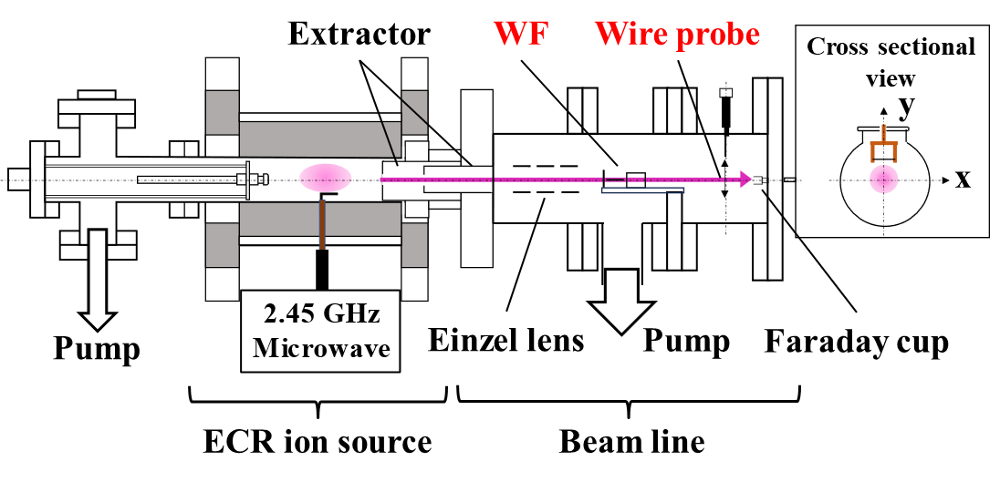 Extractor
WF
Wire probe
Cross sectional
view
y
x
2.45 GHz
Microwave
Pump
Einzel lens
Pump
Faraday cup
ECR ion source
Beam line